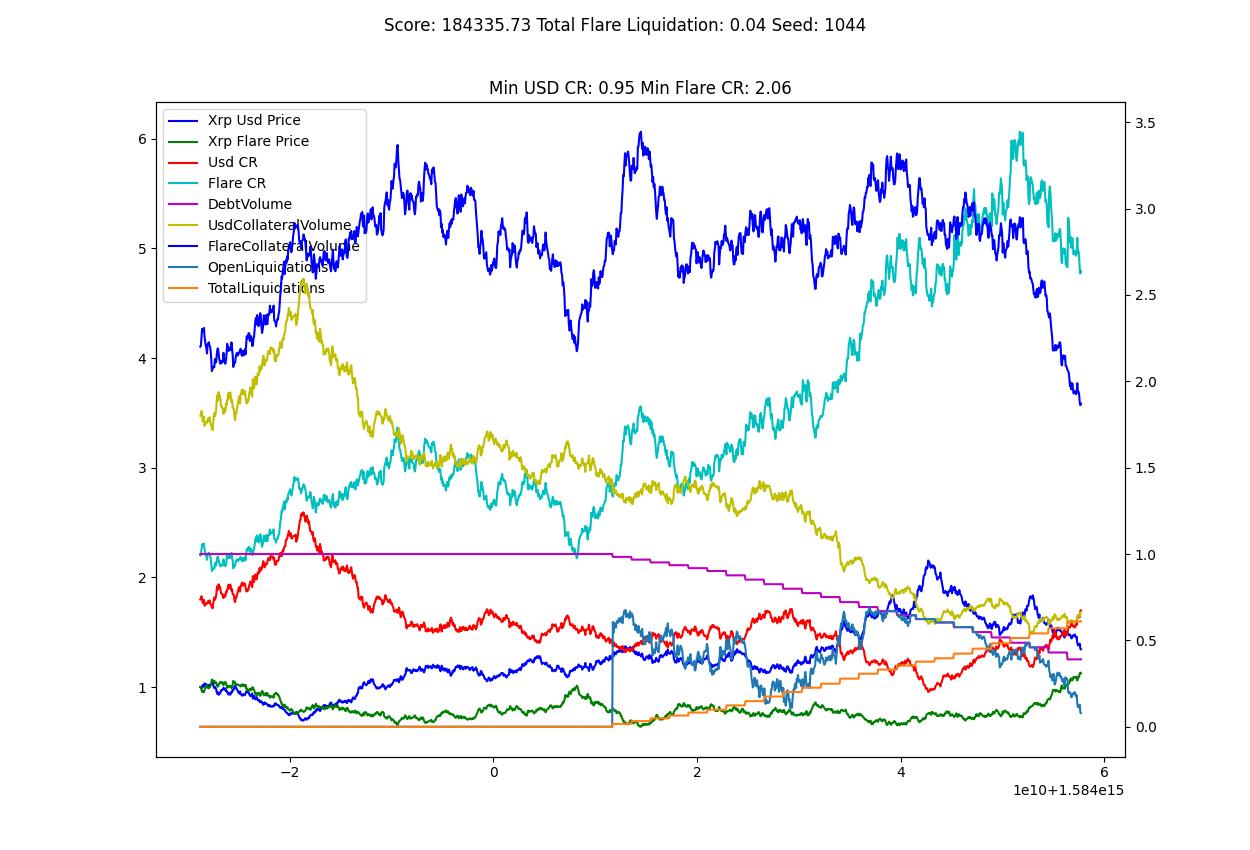 Score: 184335.73 Total Flare Liquidation: 0.04 Seed: 1044
Min USD CR: 0.95 Min Flare CR: 2.06
Xrp Usd Price
Xrp Flare Price
Usd CR
Flare CR
DebtVolume
UsdCollateralVolume
FlareCollateralVolume
OpenLiquidations
TotalLiquidations
6
5
4
3
2
1
3.5
3.0
2.5
2.0
1.5
1.0
0.5
0.0
−2
0
2
4
6
1e10+1.584e15